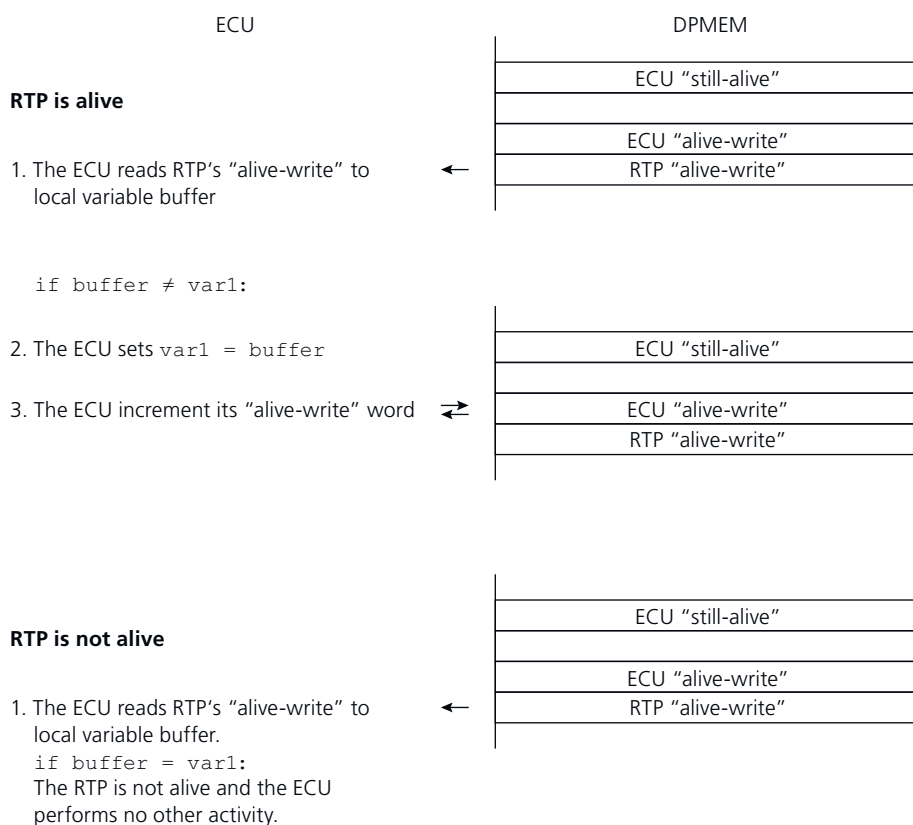 ECU
DPMEM
ECU “still-alive”
RTP is alive
ECU “alive-write”
1. The ECU reads RTP’s “alive-write” to
RTP “alive-write”
local variable buffer
if buffer ≠ var1:
2. The ECU sets var1 = buffer
ECU “still-alive”
3. The ECU increment its “alive-write” word
ECU “alive-write”
RTP “alive-write”
ECU “still-alive”
RTP is not alive
ECU “alive-write”
1. The ECU reads RTP’s “alive-write” to
RTP “alive-write”
local variable buffer.
if buffer = var1:
The RTP is not alive and the ECU
performs no other activity.